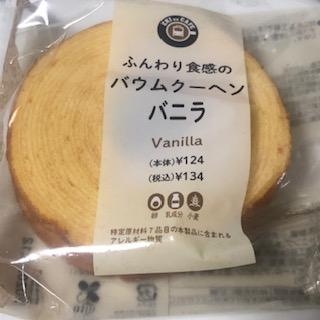 ふんわり食感の
バウムクーヘン
バニラ
Vanilla
(本体)¥124
(税込)¥134
卵 乳成分 小麦
特定原材料7品目の本製品に含まれる
アレルギー物質